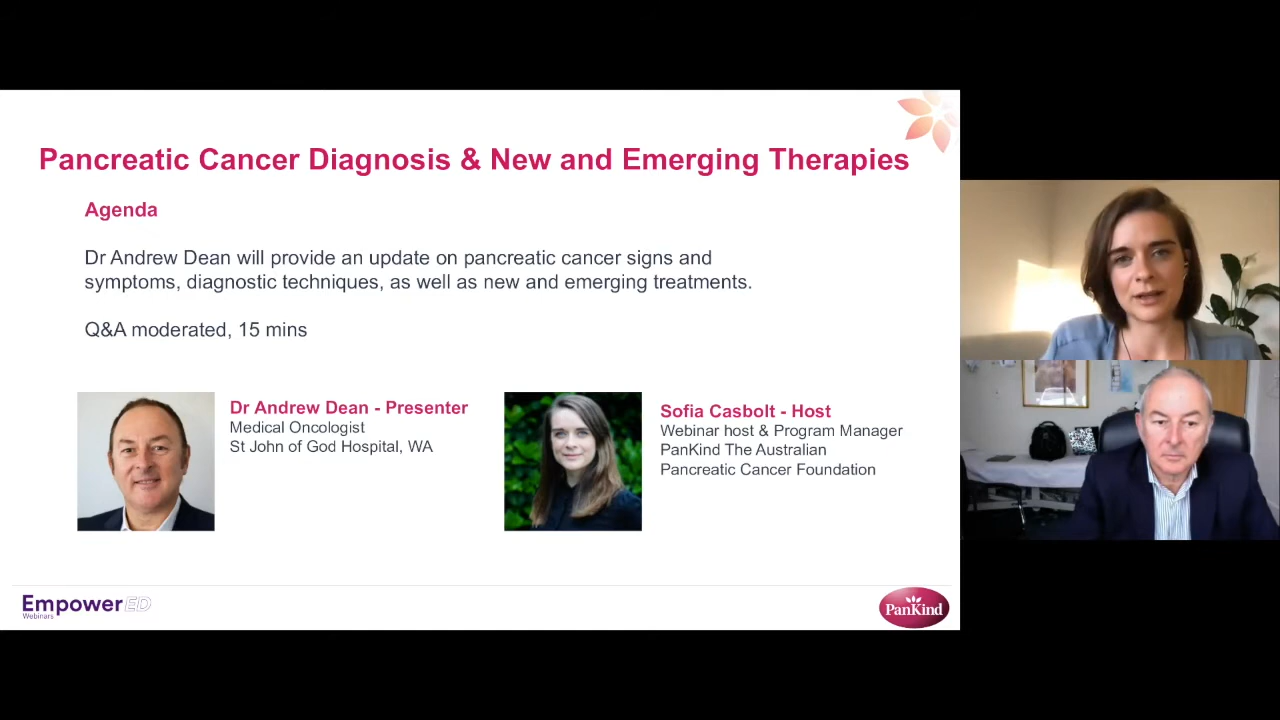 Pancreatic Cancer Diagnosis & New and Emerging Therapies
Agenda
Dr Andrew Dean will provide an update on pancreatic cancer signs and
symptoms, diagnostic techniques, as well as new and emerging treatments.
Q&A moderated, 15 mins
Dr Andrew Dean - Presenter
Medical Oncologist
St John of God Hospital, WA
Sofia Casbolt - Host
Webinar host & Program Manager
PanKind The Australian
Pancreatic Cancer Foundation
EmpowerED
Webinars
PanKind